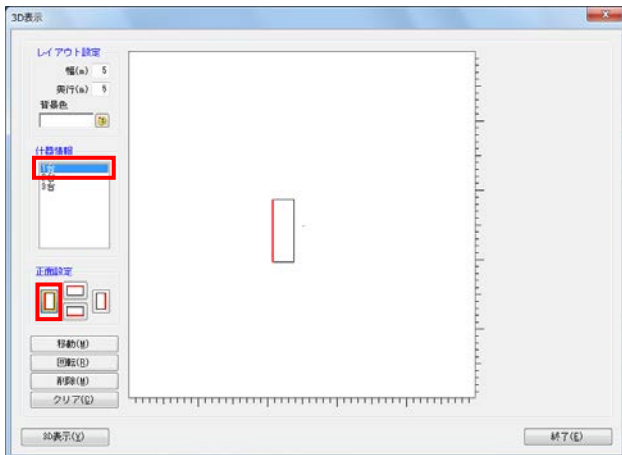 3D表示
レイアウト設定
幅(m) 5
奥行(m) 5
背景色
什器情報
1台
3台
正面設定
移動(M)
回転(R)
削除(M)
クリア(C)
3D表示(Y)
終了(E)